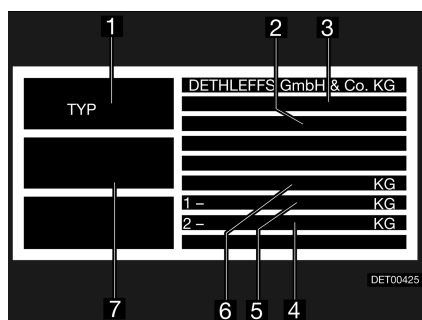 1 2 3
TYP
DETHLEFFS GmbH & Co. KG
KG
1 – KG
2 – KG
DET00425
7 6 5 4